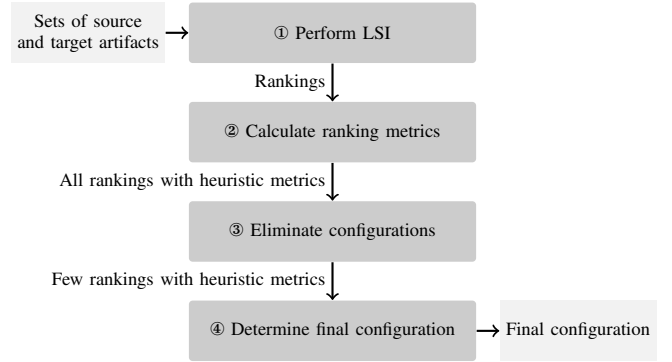 Sets of source
and target artifacts
① Perform LSI
Rankings
② Calculate ranking metrics
All rankings with heuristic metrics
③ Eliminate configurations
Few rankings with heuristic metrics
④ Determine final configuration
Final configuration